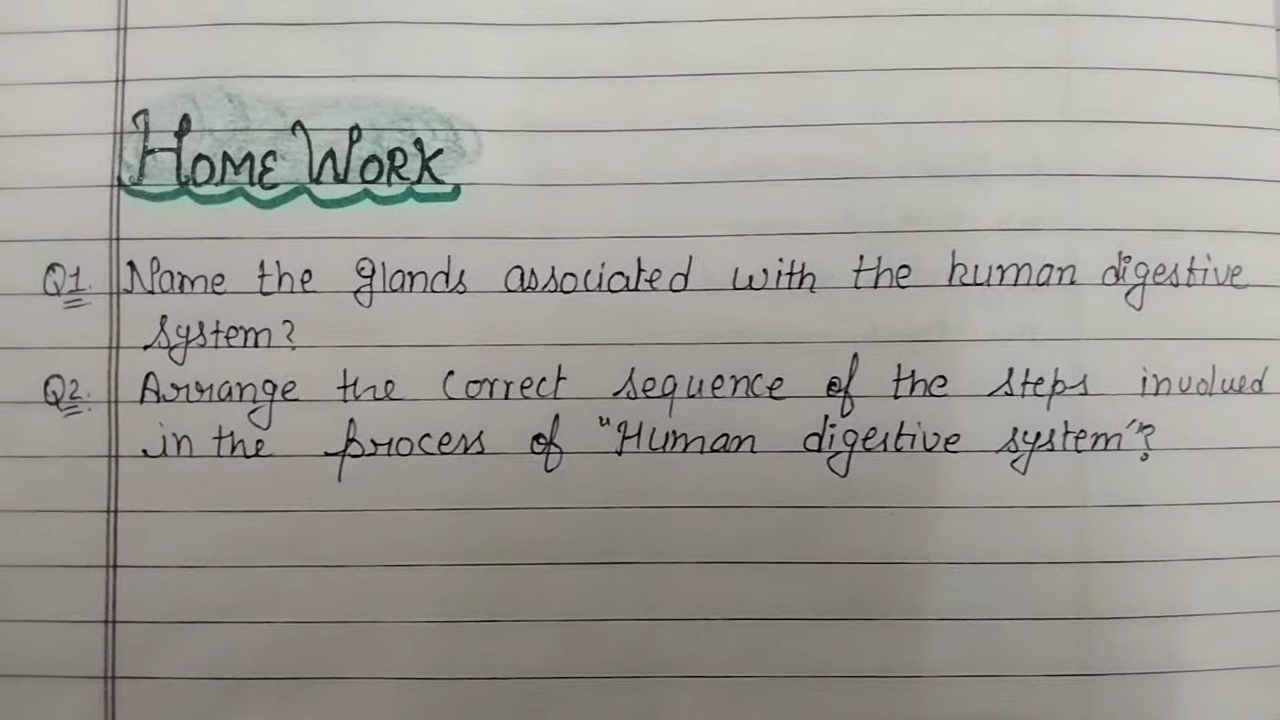 HOME WORK
Q1. Name the glands associated with the human digestive
system?
Q2. Arrange the correct sequence of the steps involved
in the process of "Human digestive system"?